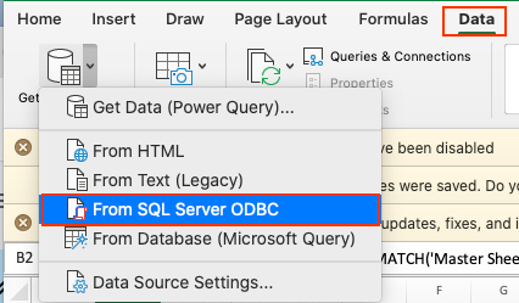 Home Insert Draw Page Layout Formulas Data
Queries & Connections
Properties
Get
Get Data (Power Query)...
From HTML
ve been disabled
From Text (Legacy)
es were saved. Do yo
From SQL Server ODBC
updates, fixes, and i
From Database (Microsoft Query)
B2
MATCH('Master Shee
Data Source Settings...
F G